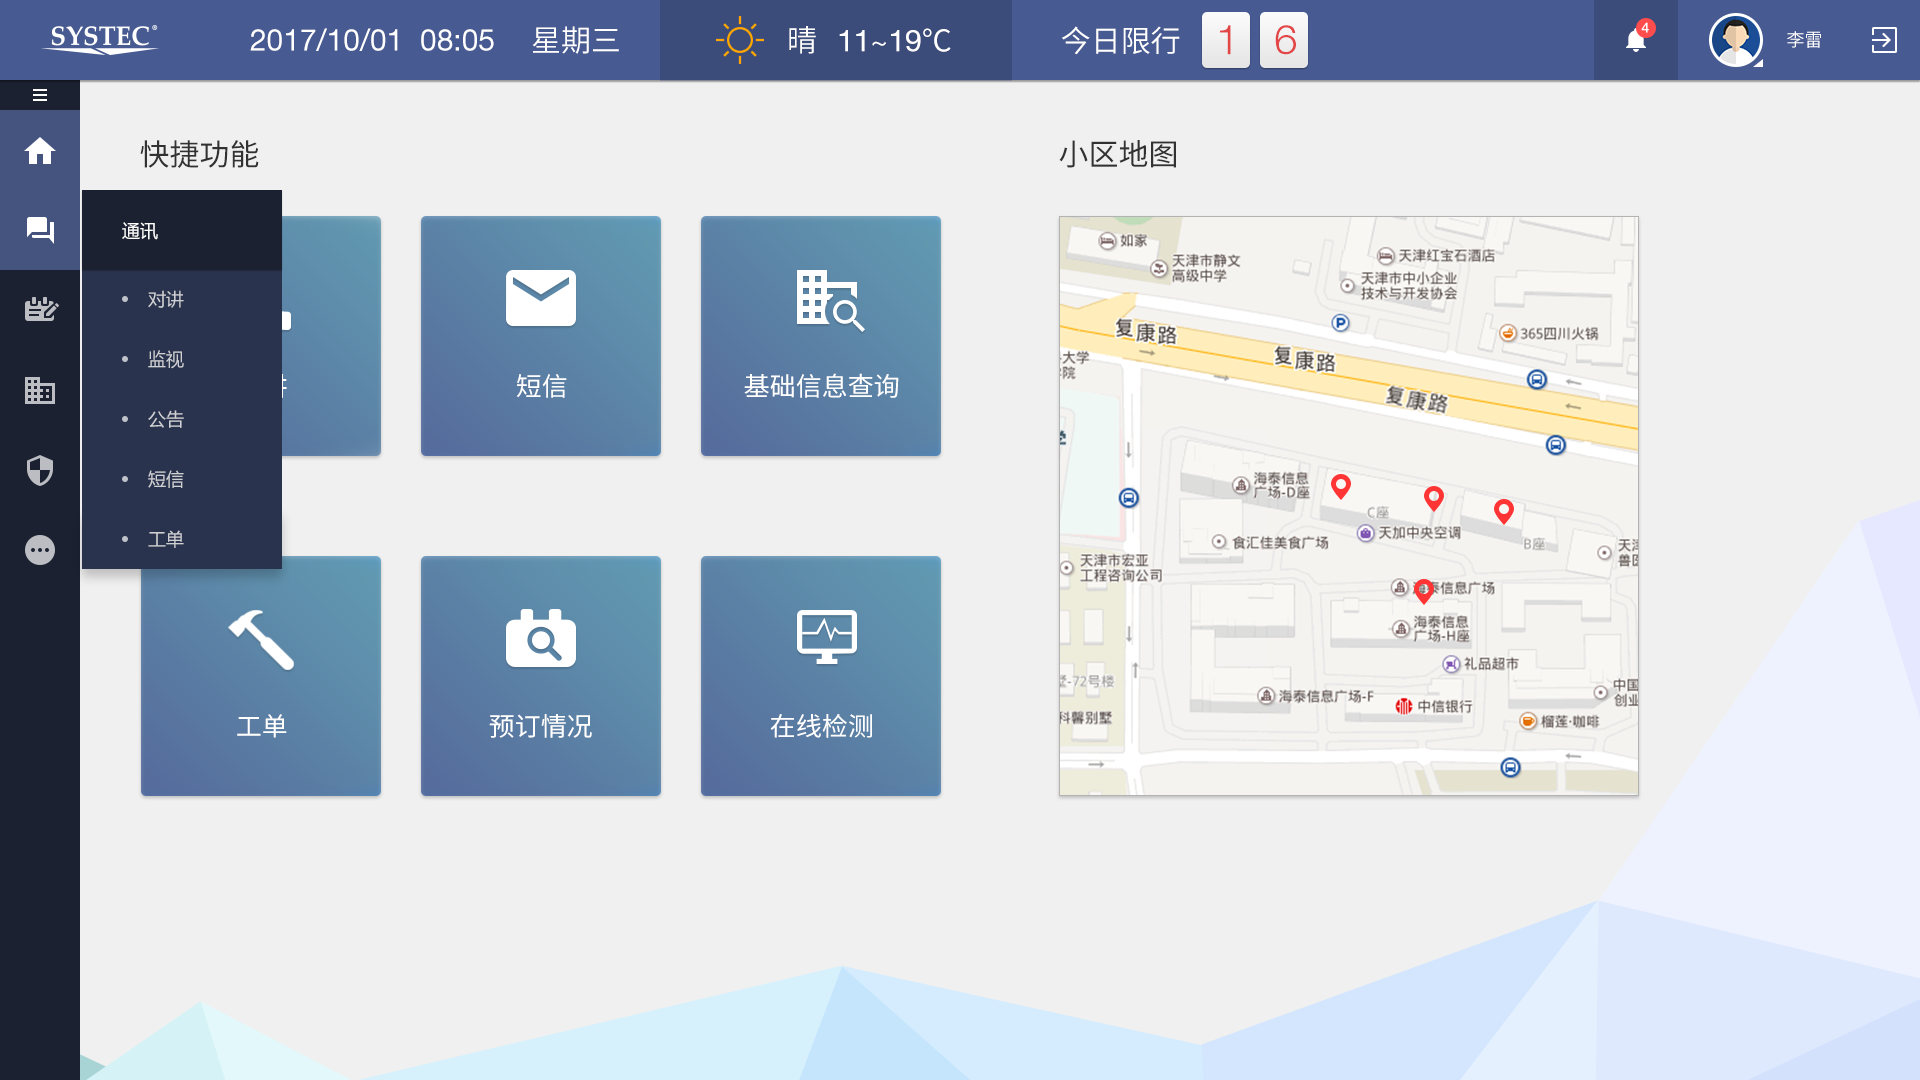 SYSTEC®
2017/10/01 08:05 星期三
晴 11~19°C
今日限行 1 6
4
李雷
快捷功能
小区地图
通讯
对讲
监视
公告
短信
工单
短信
基础信息查询
工单
预订情况
在线检测
如家
天津市静文
高级中学
天津红宝石酒店
天津市中小企业
技术与开发协会
P
365四川火锅
复康路
复康路
复康路
大学
院
海泰信息
广场-D座
C座
天加中央空调
B座
食汇佳美食广场
天津市宏亚
工程咨询公司
海泰信息广场
海泰信息
广场-H座
礼品超市
-72号楼
海泰信息广场-F
中信银行
中国
创业
科馨别墅
榴莲·咖啡